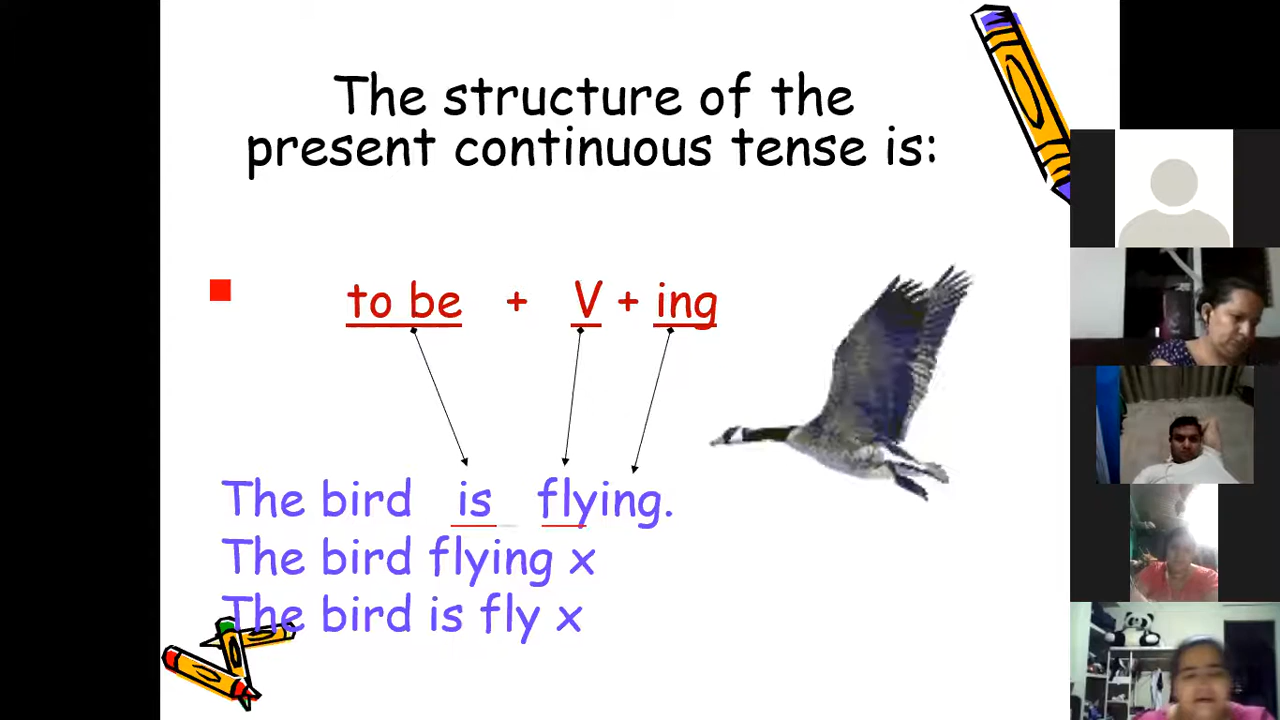 The structure of the
present continuous tense is:
to be + V + ing
The bird is flying.
The bird flying x
The bird is fly x